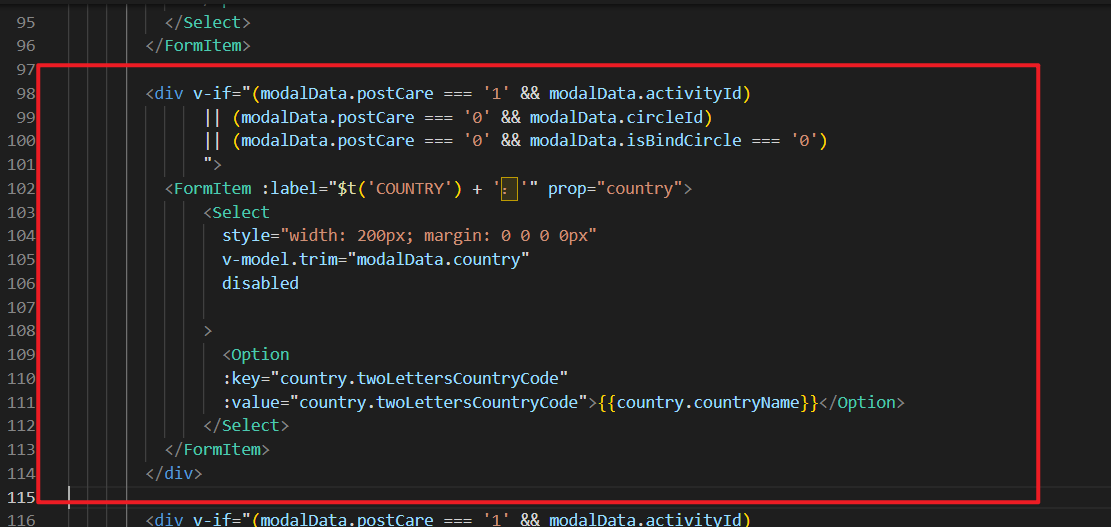 95 </Select>
96 </FormItem>
97
98 <div v-if="(modalData.postCare === '1' && modalData.activityId)
99 || (modalData.postCare === '0' && modalData.circleId)
100 || (modalData.postCare === '0' && modalData.isBindCircle === '0')
101 ">
102 <FormItem :label="$t('COUNTRY') + '：'" prop="country">
103 <Select
104 style="width: 200px; margin: 0 0 0 0px"
105 v-model.trim="modalData.country"
106 disabled
107
108 >
109 <Option
110 :key="country.twoLettersCountryCode"
111 :value="country.twoLettersCountryCode">{{country.countryName}}</Option>
112 </Select>
113 </FormItem>
114 </div>
115
116 <div v-if="(modalData.postCare === '1' && modalData.activityId)